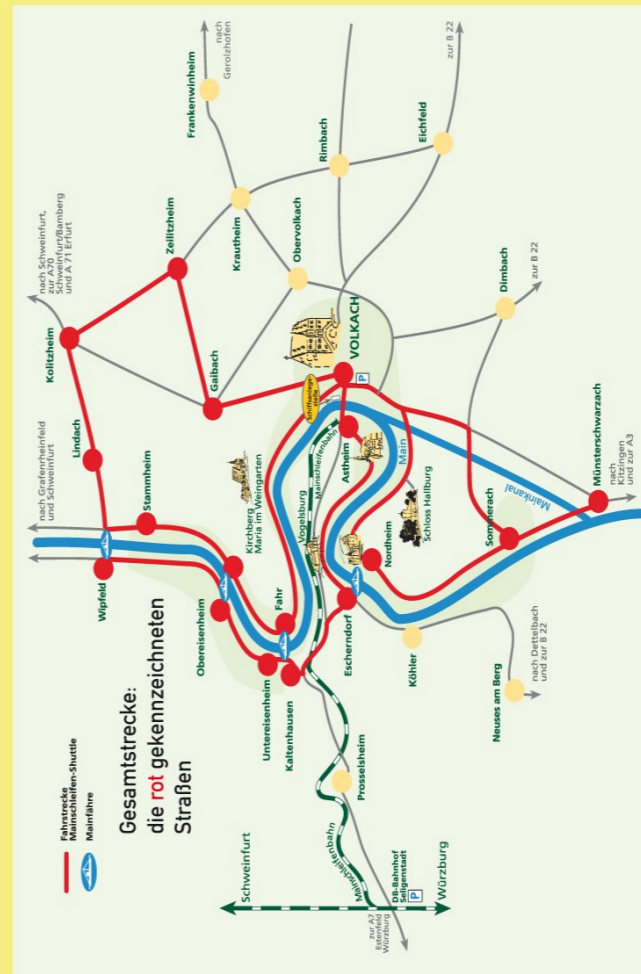 Fahrstrecke
Mainschleifen-Shuttle
Mainfähre
Gesamtstrecke:
die rot gekennzeichneten
Straßen
nach Grafenrheinfeld
und Schweinfurt
nach Schweinfurt,
zur A70
Schweinfurt/Bamberg
und A 71 Erfurt
nach
Gerolzhofen
zur B 22
Wipfeld
Lindach
Kolitzheim
Zeilitzheim
Frankenwinheim
Stammheim
Krautheim
Gaibach
Obereisenheim
Obervolkach
Rimbach
Eichfeld
Kirchberg
Maria im Weingarten
Fahr
Untereisenheim
Kaltenhausen
Vogelsburg
Mainschleifenbahn
Schiffsanlege-
stelle
VOLKACH
P
Astheim
Main
Escherndorf
Nordheim
Schloss Hallburg
Dimbach
zur B 22
Köhler
Sommerach
Mainkanal
Münsterschwarzach
nach
Kitzingen
und zur A3
Neuses am Berg
nach Dettelbach
und zur B 22
Prosselsheim
Mainschleifenbahn
Schweinfurt
DB-Bahnhof
Seligenstadt
P
Würzburg
zur A7
Estenfeld
Würzburg